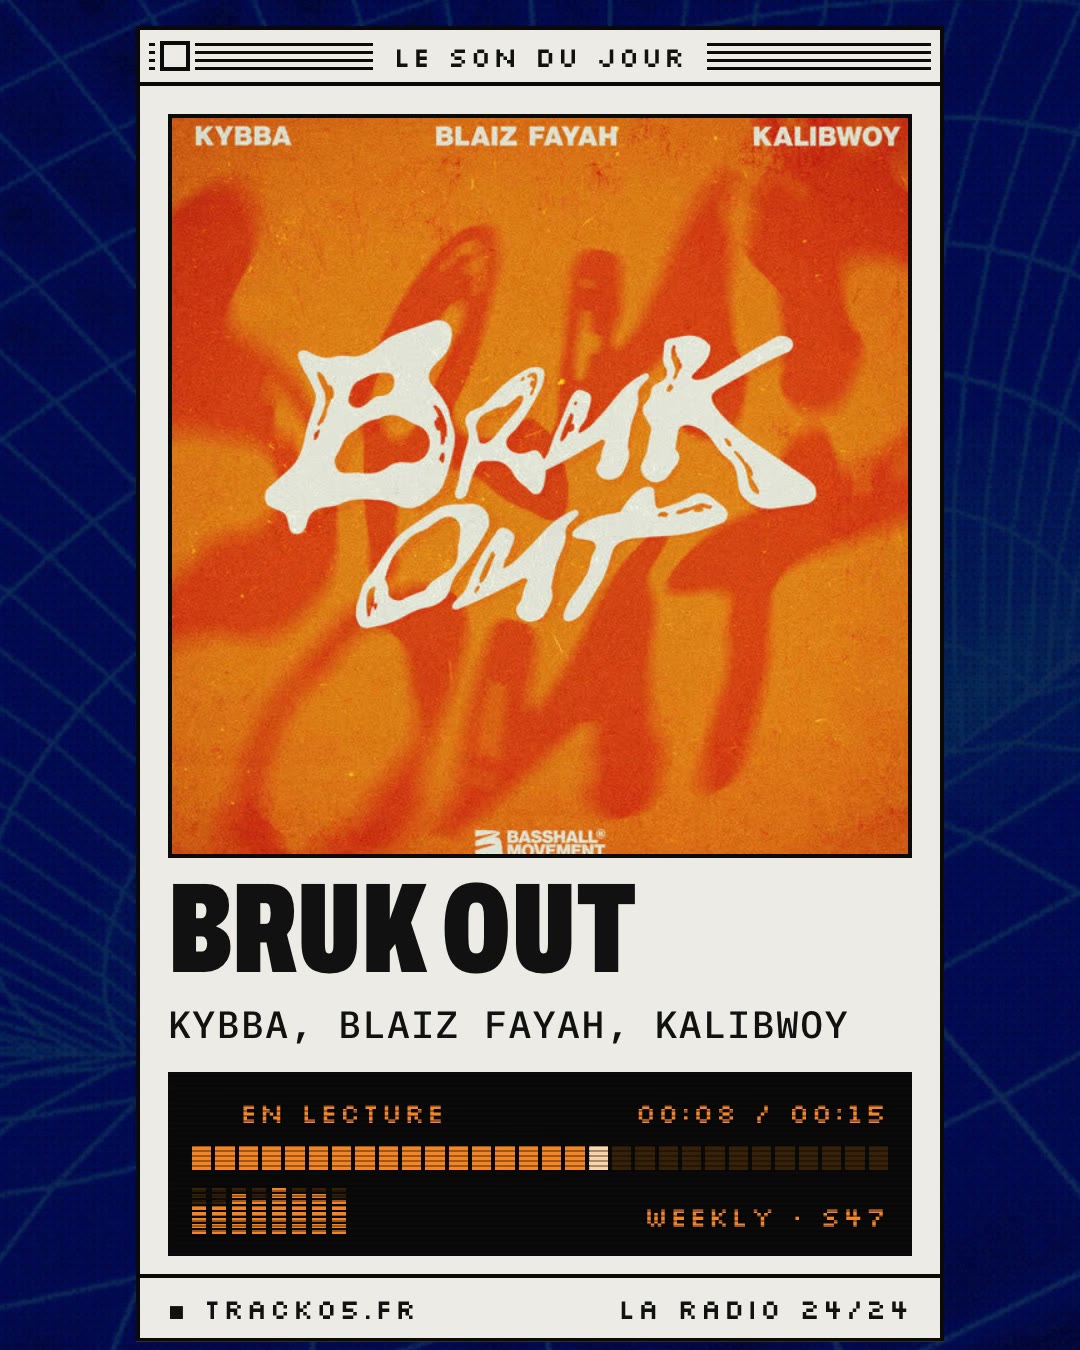 LE SON DU JOUR
KYBBA BLAIZ FAYAH KALIBWOY
BRUK
OUT
BASSHALL®
MOVEMENT
BRUK OUT
KYBBA, BLAIZ FAYAH, KALIBWOY
EN LECTURE 00:08 / 00:15
WEEKLY · S47
TRACK05.FR LA RADIO 24/24